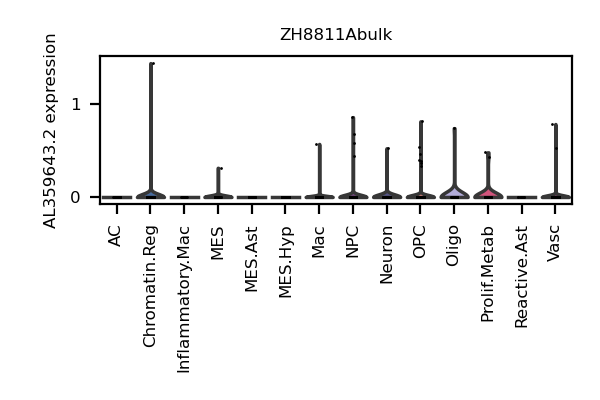 ZH8811Abulk
AL359643.2 expression
1
0
AC
Chromatin.Reg
Inflammatory.Mac
MES
MES.Ast
MES.Hyp
Mac
NPC
Neuron
OPC
Oligo
Prolif.Metab
Reactive.Ast
Vasc